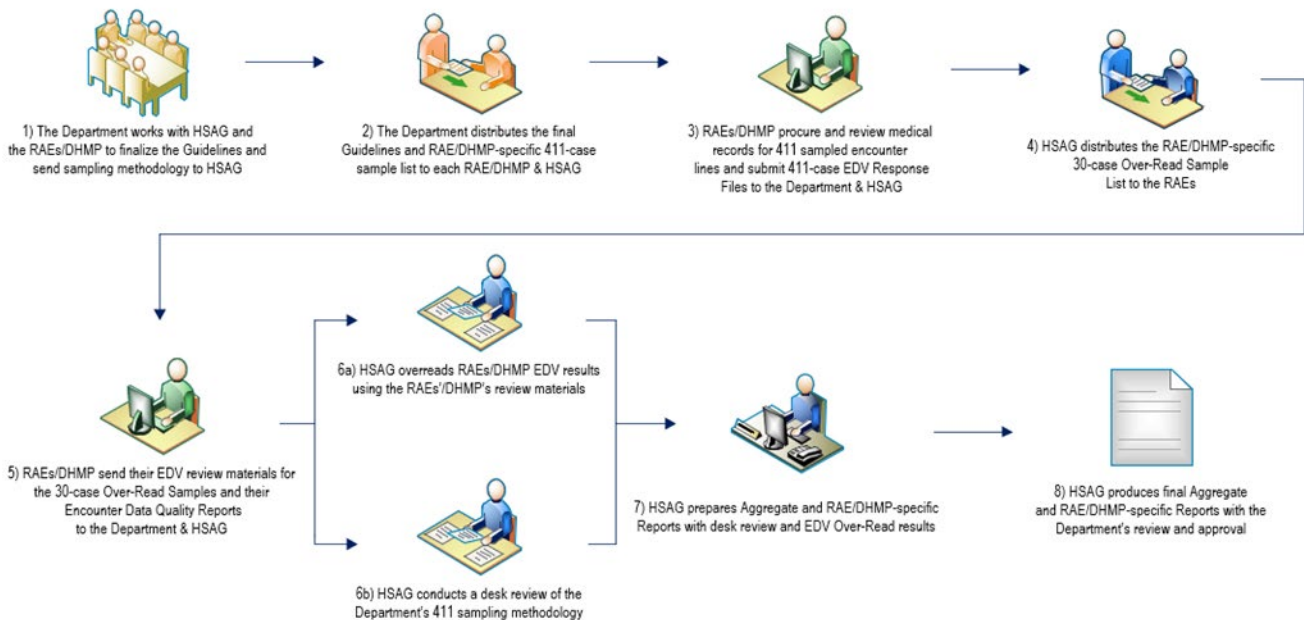 1) The Department works with HSAG and
the RAEs/DHMP to finalize the Guidelines and
send sampling methodology to HSAG
2) The Department distributes the final
Guidelines and RAE/DHMP-specific 411-case
sample list to each RAE/DHMP & HSAG
3) RAEs/DHMP procure and review medical
records for 411 sampled encounter
lines and submit 411-case EDV Response
Files to the Department & HSAG
4) HSAG distributes the RAE/DHMP-specific
30-case Over-Read Sample
List to the RAEs
5) RAEs/DHMP send their EDV review materials for
the 30-case Over-Read Samples and their
Encounter Data Quality Reports
to the Department & HSAG
6a) HSAG overreads RAEs/DHMP EDV results
using the RAEs'/DHMP's review materials
6b) HSAG conducts a desk review of the
Department's 411 sampling methodology
7) HSAG prepares Aggregate and RAE/DHMP-specific
Reports with desk review and EDV Over-Read results
8) HSAG produces final Aggregate
and RAE/DHMP-specific Reports with the
Department's review and approval